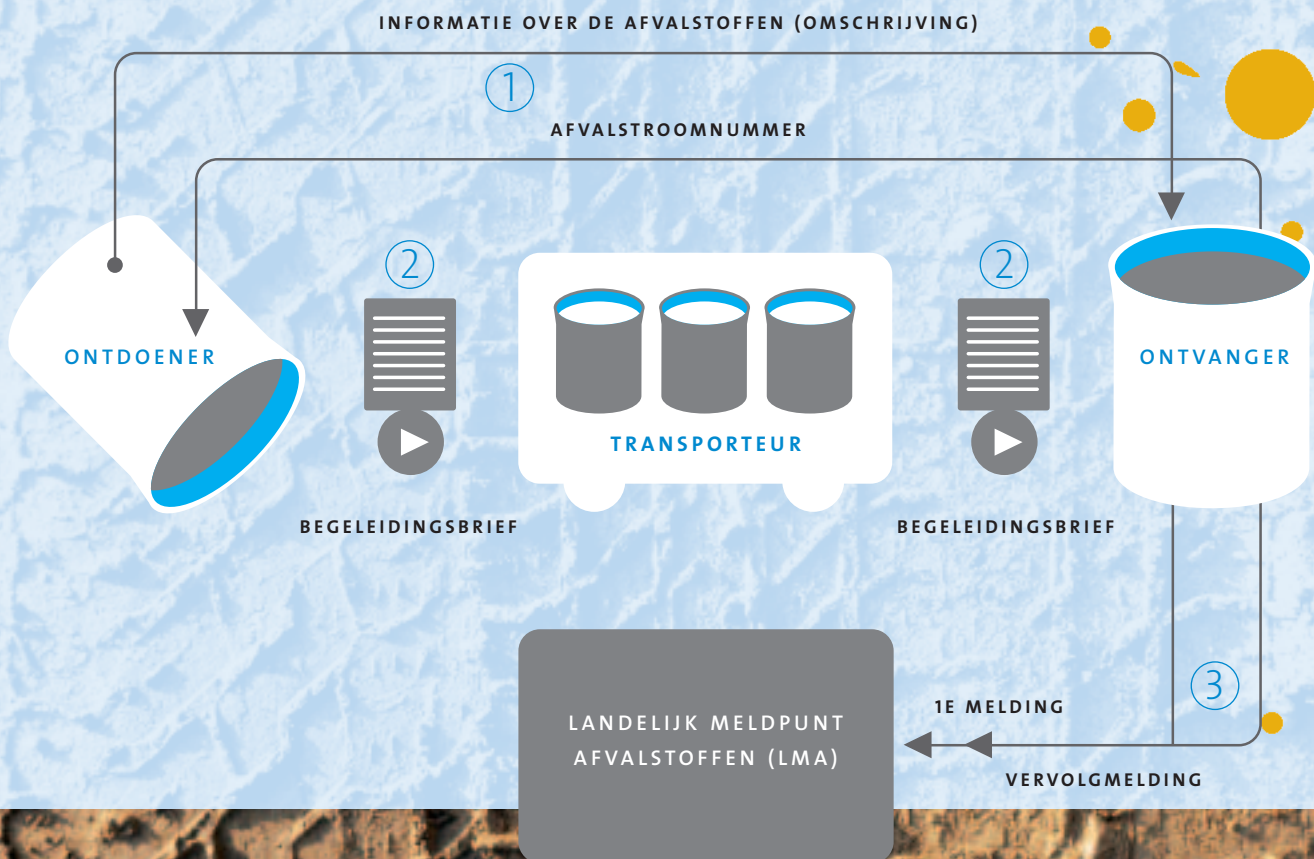 INFORMATIE OVER DE AFVALSTOFFEN (OMSCHRIJVING)
1
AFVALSTROOMNUMMER
2
2
ONTDOENER
ONTVANGER
TRANSPORTEUR
BEGELEIDINGSBRIEF
BEGELEIDINGSBRIEF
3
1E MELDING
LANDELIJK MELDPUNT
AFVALSTOFFEN (LMA)
VERVOLGMELDING